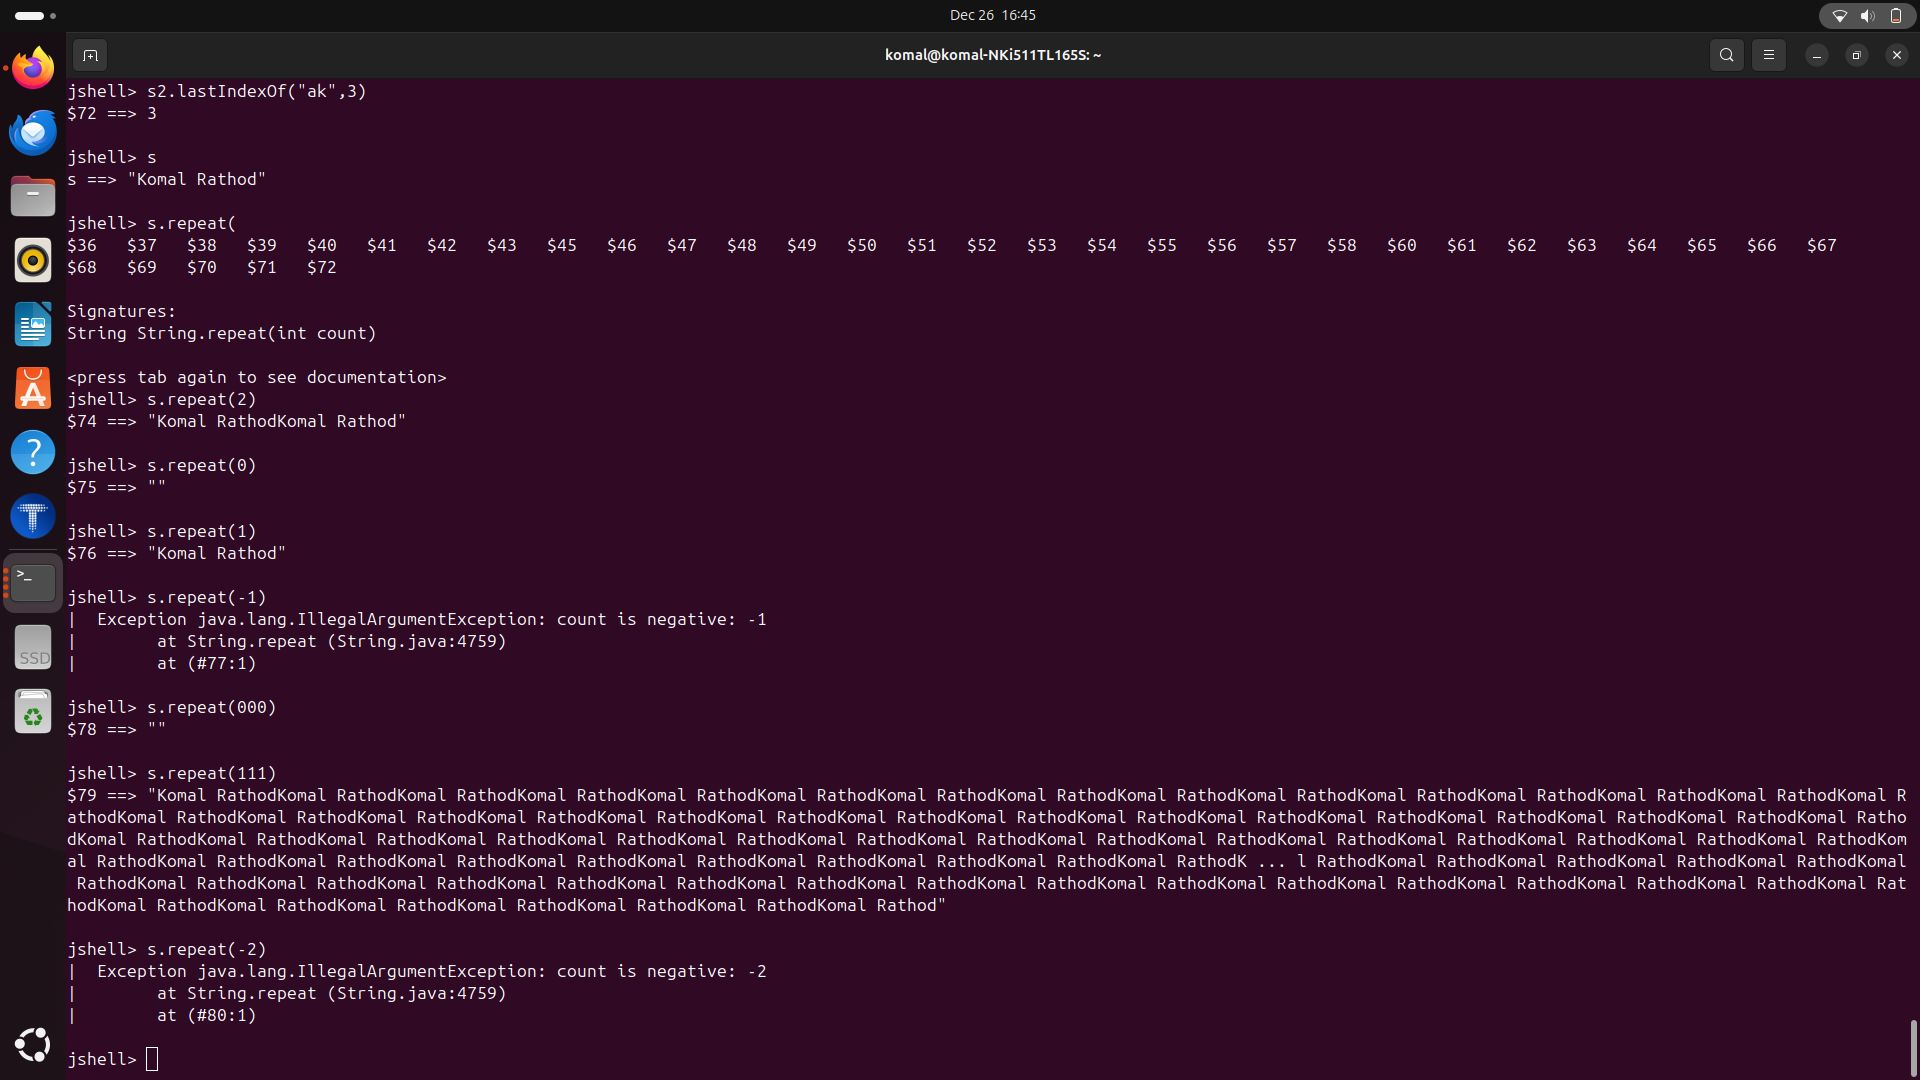 Dec 26 16:45
komal@komal-NKi511TL165S: ~
jshell> s2.lastIndexOf("ak",3)
$72 ==> 3
jshell> s
s ==> "Komal Rathod"
jshell> s.repeat(
$36 $37 $38 $39 $40 $41 $42 $43 $45 $46 $47 $48 $49 $50 $51 $52 $53 $54 $55 $56 $57 $58 $60 $61 $62 $63 $64 $65 $66 $67
$68 $69 $70 $71 $72
Signatures:
String String.repeat(int count)
<press tab again to see documentation>
jshell> s.repeat(2)
$74 ==> "Komal RathodKomal Rathod"
jshell> s.repeat(0)
$75 ==> ""
jshell> s.repeat(1)
$76 ==> "Komal Rathod"
jshell> s.repeat(-1)
| Exception java.lang.IllegalArgumentException: count is negative: -1
| at String.repeat (String.java:4759)
| at (#77:1)
jshell> s.repeat(000)
$78 ==> ""
jshell> s.repeat(111)
$79 ==> "Komal RathodKomal RathodKomal RathodKomal RathodKomal RathodKomal RathodKomal RathodKomal RathodKomal RathodKomal RathodKomal RathodKomal RathodKomal RathodKomal RathodKomal R
athodKomal RathodKomal RathodKomal RathodKomal RathodKomal RathodKomal RathodKomal RathodKomal RathodKomal RathodKomal RathodKomal RathodKomal RathodKomal RathodKomal RathodKomal Ratho
dKomal RathodKomal RathodKomal RathodKomal RathodKomal RathodKomal RathodKomal RathodKomal RathodKomal RathodKomal RathodKomal RathodKomal RathodKomal RathodKomal RathodKomal RathodKom
al RathodKomal RathodKomal RathodKomal RathodKomal RathodKomal RathodKomal RathodKomal RathodKomal RathodKomal RathodK ... l RathodKomal RathodKomal RathodKomal RathodKomal RathodKomal
RathodKomal RathodKomal RathodKomal RathodKomal RathodKomal RathodKomal RathodKomal RathodKomal RathodKomal RathodKomal RathodKomal RathodKomal RathodKomal RathodKomal RathodKomal Rat
hodKomal RathodKomal RathodKomal RathodKomal RathodKomal RathodKomal RathodKomal Rathod"
jshell> s.repeat(-2)
| Exception java.lang.IllegalArgumentException: count is negative: -2
| at String.repeat (String.java:4759)
| at (#80:1)
jshell>
SSD